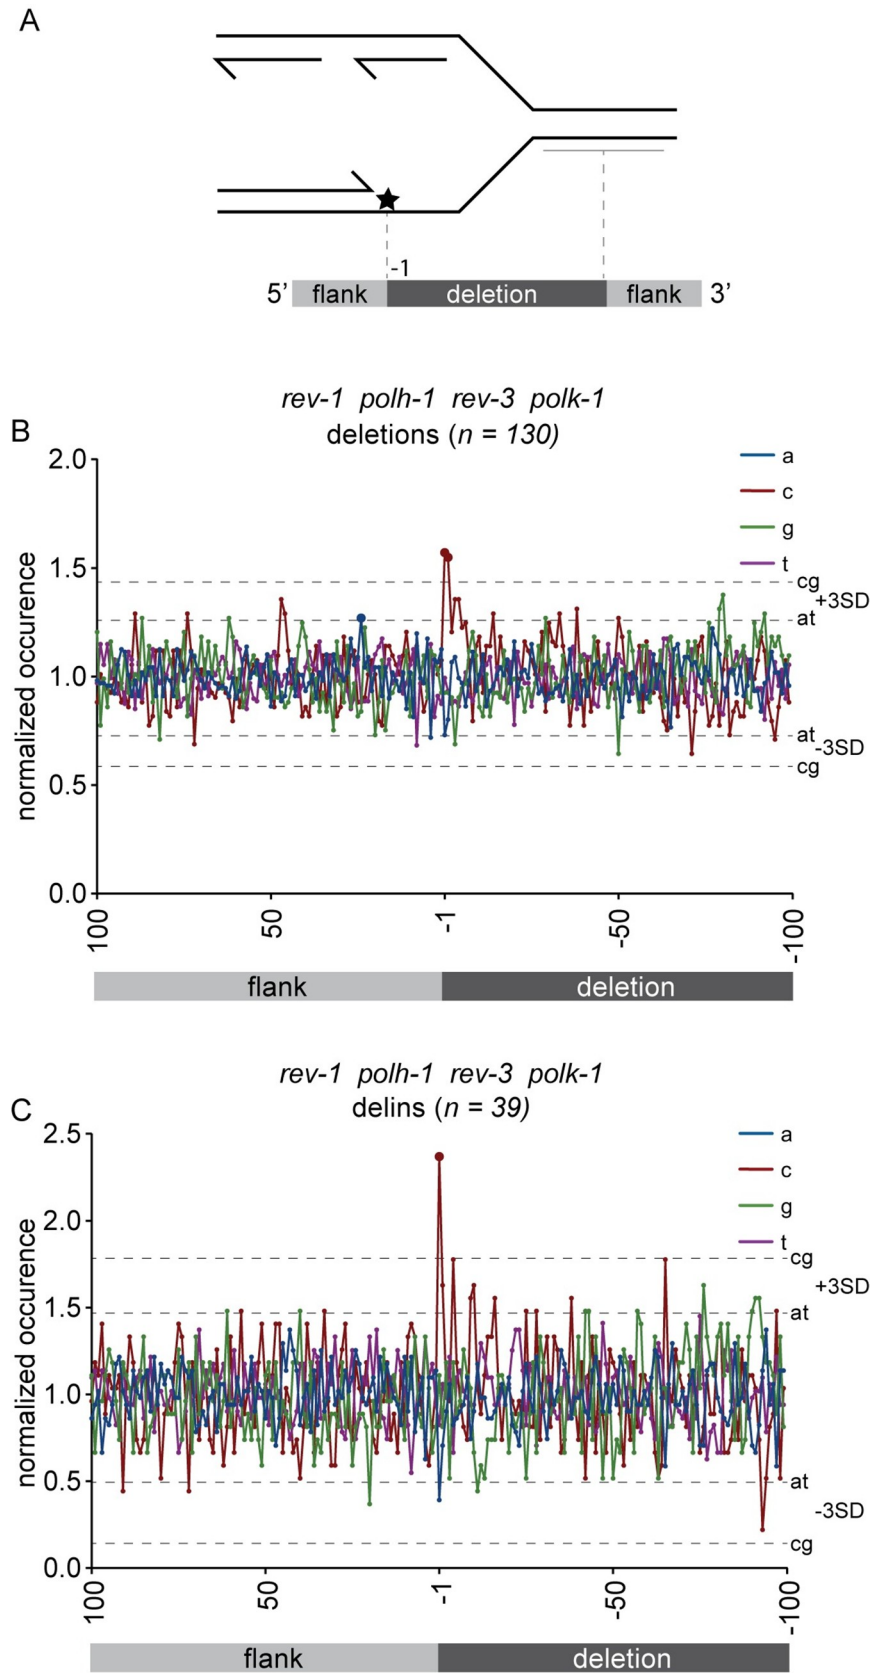 A
-1
5’ flank deletion flank 3’
rev-1 polh-1 rev-3 polk-1
B
deletions (n = 130)
2.0
1.5
1.0
0.5
0.0
normalized occurence
a
c
g
t
cg
+3SD
at
at
-3SD
cg
100 50 -1 -50 -100
flank deletion
rev-1 polh-1 rev-3 polk-1
C
delins (n = 39)
2.5
2.0
1.5
1.0
0.5
0.0
normalized occurence
a
c
g
t
cg
+3SD
at
at
-3SD
cg
100 50 -1 -50 -100
flank deletion